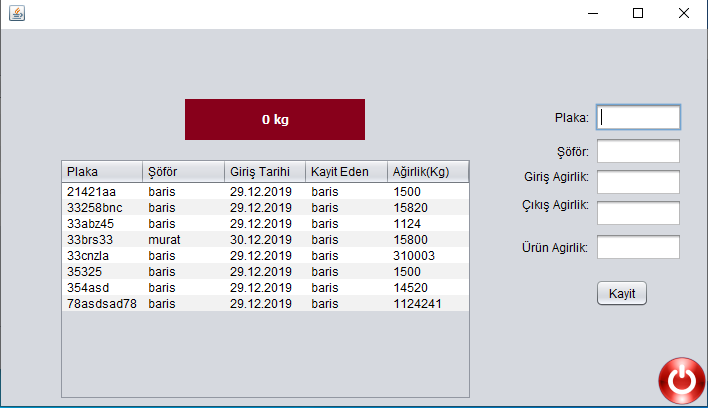 0 kg
Plaka Şöför Giriş Tarihi Kayit Eden Ağirlik(Kg)
21421aa baris 29.12.2019 baris 1500
33258bnc baris 29.12.2019 baris 15820
33abz45 baris 29.12.2019 baris 1124
33brs33 murat 30.12.2019 baris 15800
33cnzla baris 29.12.2019 baris 310003
35325 baris 29.12.2019 baris 1500
354asd baris 29.12.2019 baris 14520
78asdsad78 baris 29.12.2019 baris 1124241
Plaka:
Şöför:
Giriş Agirlik:
Çıkış Agirlik:
Ürün Agirlik:
Kayit